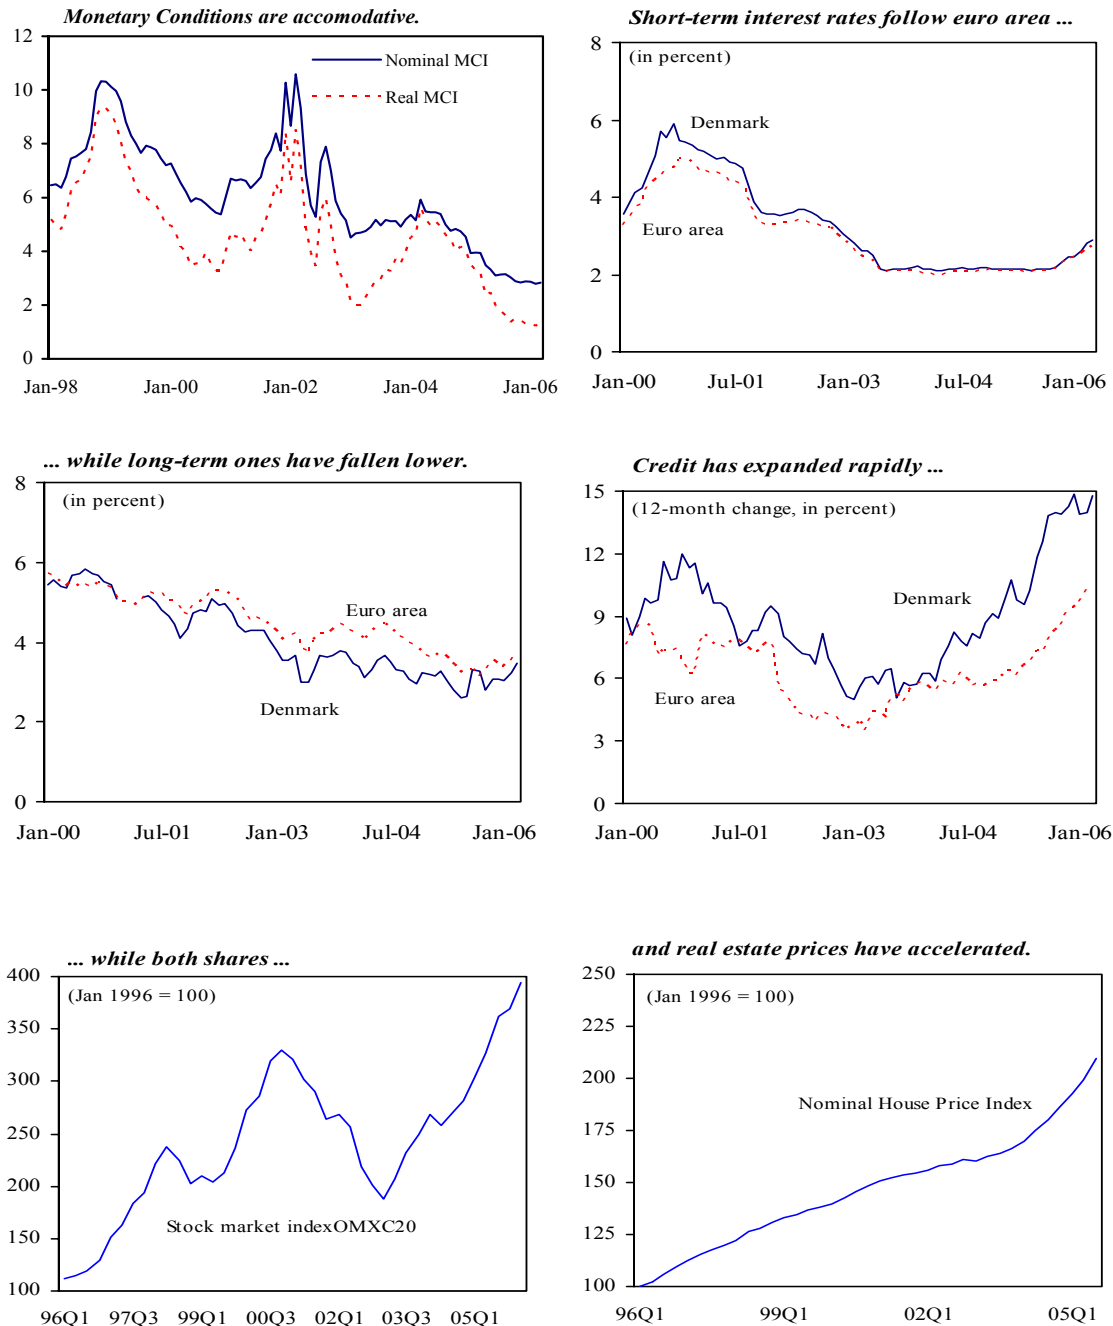 Monetary Conditions are accomodative.
12
10
8
6
4
2
0
Nominal MCI
Real MCI
Jan-98 Jan-00 Jan-02 Jan-04 Jan-06
Short-term interest rates follow euro area ...
8
6
4
2
0
(in percent)
Denmark
Euro area
Jan-00 Jul-01 Jan-03 Jul-04 Jan-06
... while long-term ones have fallen lower.
8
6
4
2
0
(in percent)
Euro area
Denmark
Jan-00 Jul-01 Jan-03 Jul-04 Jan-06
Credit has expanded rapidly ...
15
12
9
6
3
0
(12-month change, in percent)
Denmark
Euro area
Jan-00 Jul-01 Jan-03 Jul-04 Jan-06
... while both shares ...
400
350
300
250
200
150
100
(Jan 1996 = 100)
Stock market indexOMXC20
96Q1 97Q3 99Q1 00Q3 02Q1 03Q3 05Q1
and real estate prices have accelerated.
250
225
200
175
150
125
100
(Jan 1996 = 100)
Nominal House Price Index
96Q1 99Q1 02Q1 05Q1